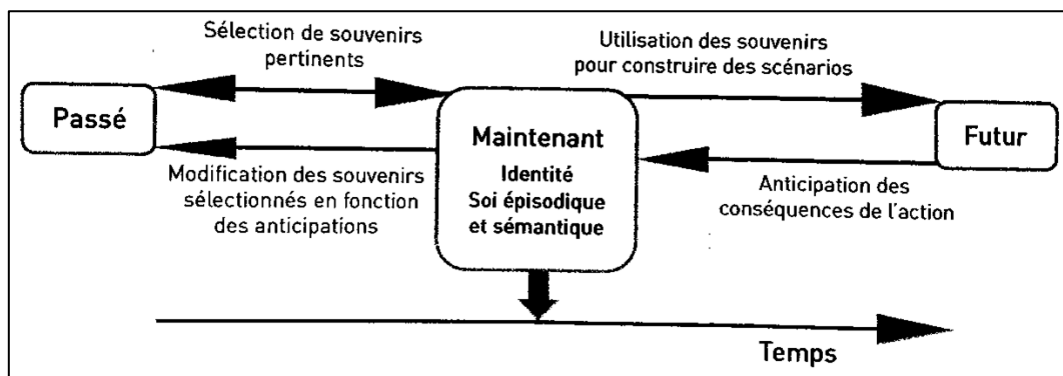 Sélection de souvenirs
pertinents
Utilisation des souvenirs
pour construire des scénarios
Passé
Maintenant
Identité
Soi épisodique
et sémantique
Futur
Modification des souvenirs
sélectionnés en fonction
des anticipations
Anticipation des
conséquences de l'action
Temps